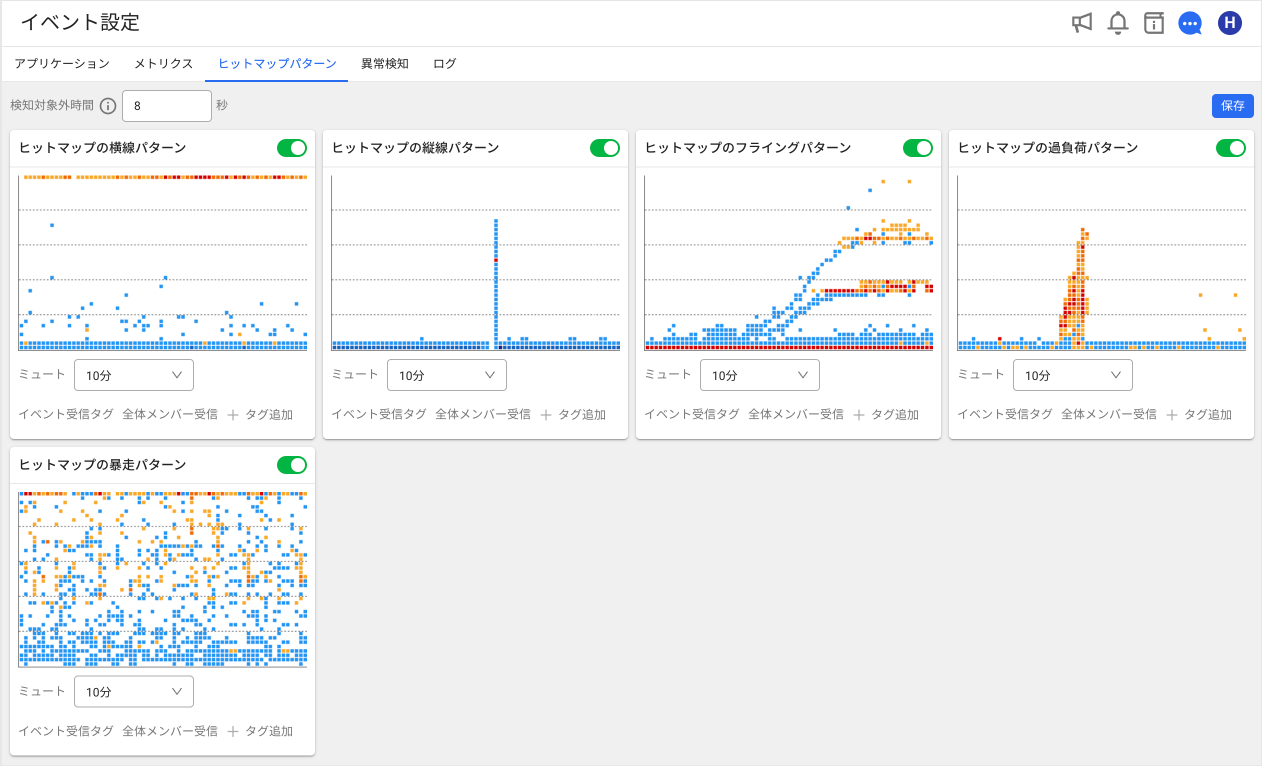 イベント設定
H
アプリケーション メトリクス ヒットマップパターン 異常検知 ログ
検知対象外時間 8 秒 保存
ヒットマップの横線パターン
ミュート 10分
イベント受信タグ 全体メンバー受信 + タグ追加
ヒットマップの縦線パターン
ミュート 10分
イベント受信タグ 全体メンバー受信 + タグ追加
ヒットマップのフライングパターン
ミュート 10分
イベント受信タグ 全体メンバー受信 + タグ追加
ヒットマップの過負荷パターン
ミュート 10分
イベント受信タグ 全体メンバー受信 + タグ追加
ヒットマップの暴走パターン
ミュート 10分
イベント受信タグ 全体メンバー受信 + タグ追加